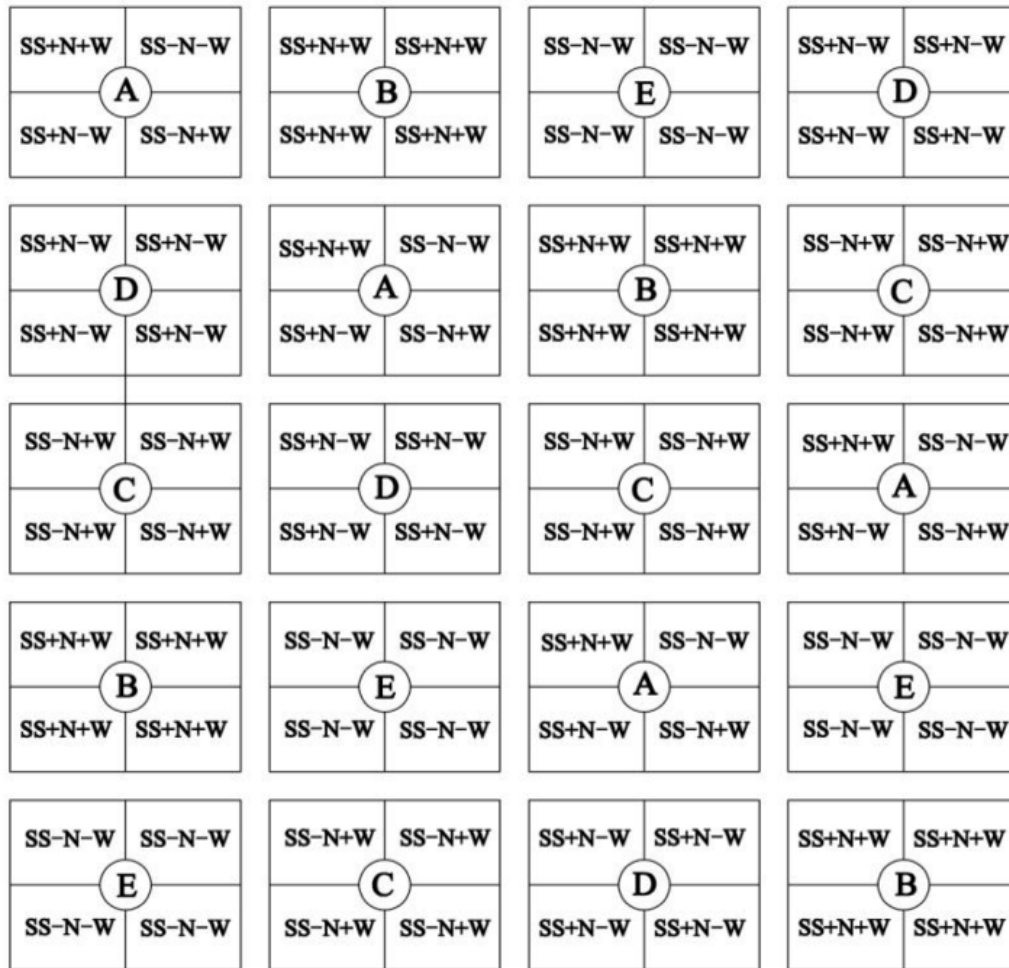 SS+N+W SS−N−W SS+N+W SS+N+W SS−N−W SS−N−W SS+N−W SS+N−W
A B E D
SS+N−W SS−N+W SS+N+W SS+N+W SS−N−W SS−N−W SS+N−W SS+N−W
SS+N−W SS+N−W SS+N+W SS−N−W SS+N+W SS+N+W SS−N+W SS−N+W
D A B C
SS+N−W SS+N−W SS+N−W SS−N+W SS+N+W SS+N+W SS−N+W SS−N+W
SS−N+W SS−N+W SS+N−W SS+N−W SS−N+W SS−N+W SS+N+W SS−N−W
C D C A
SS−N+W SS−N+W SS+N−W SS+N−W SS−N+W SS−N+W SS+N−W SS−N+W
SS+N+W SS+N+W SS−N−W SS−N−W SS+N+W SS−N−W SS−N−W SS−N−W
B E A E
SS+N+W SS+N+W SS−N−W SS−N−W SS+N−W SS−N+W SS−N−W SS−N−W
SS−N−W SS−N−W SS−N+W SS−N+W SS+N−W SS+N−W SS+N+W SS+N+W
E C D B
SS−N−W SS−N−W SS−N+W SS−N+W SS+N−W SS+N−W SS+N+W SS+N+W